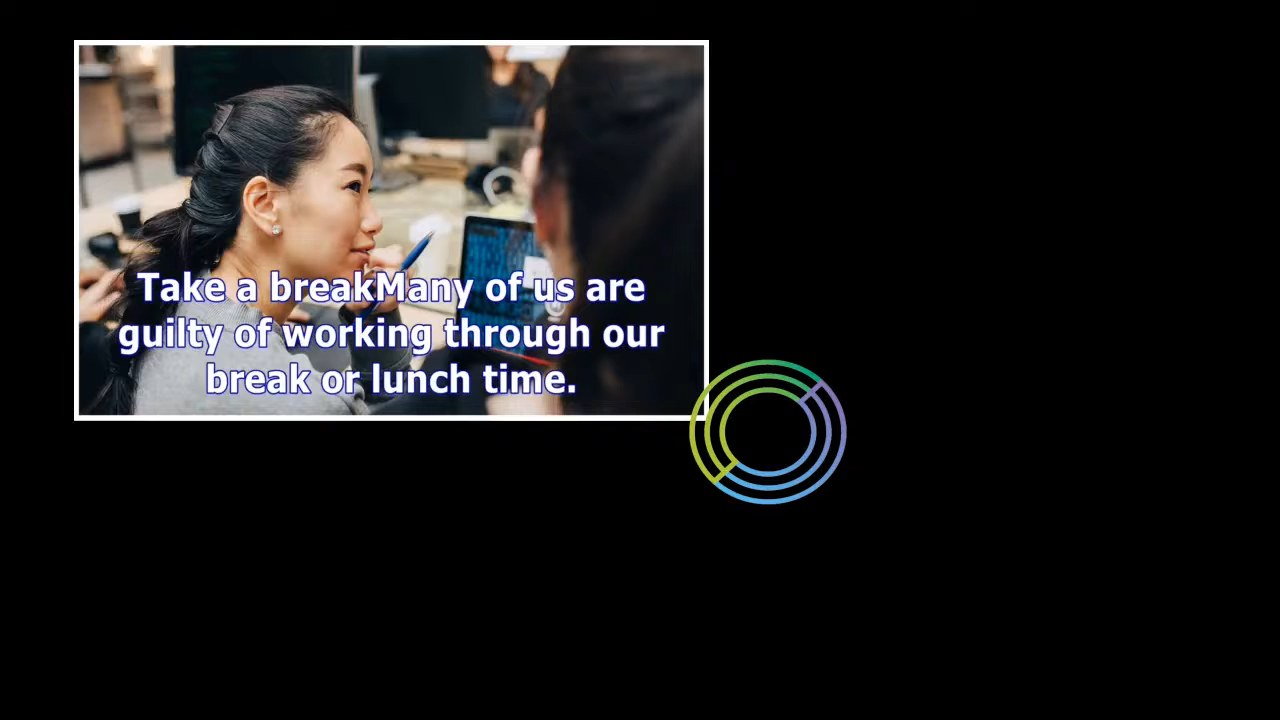 Take a breakMany of us are
guilty of working through our
break or lunch time.